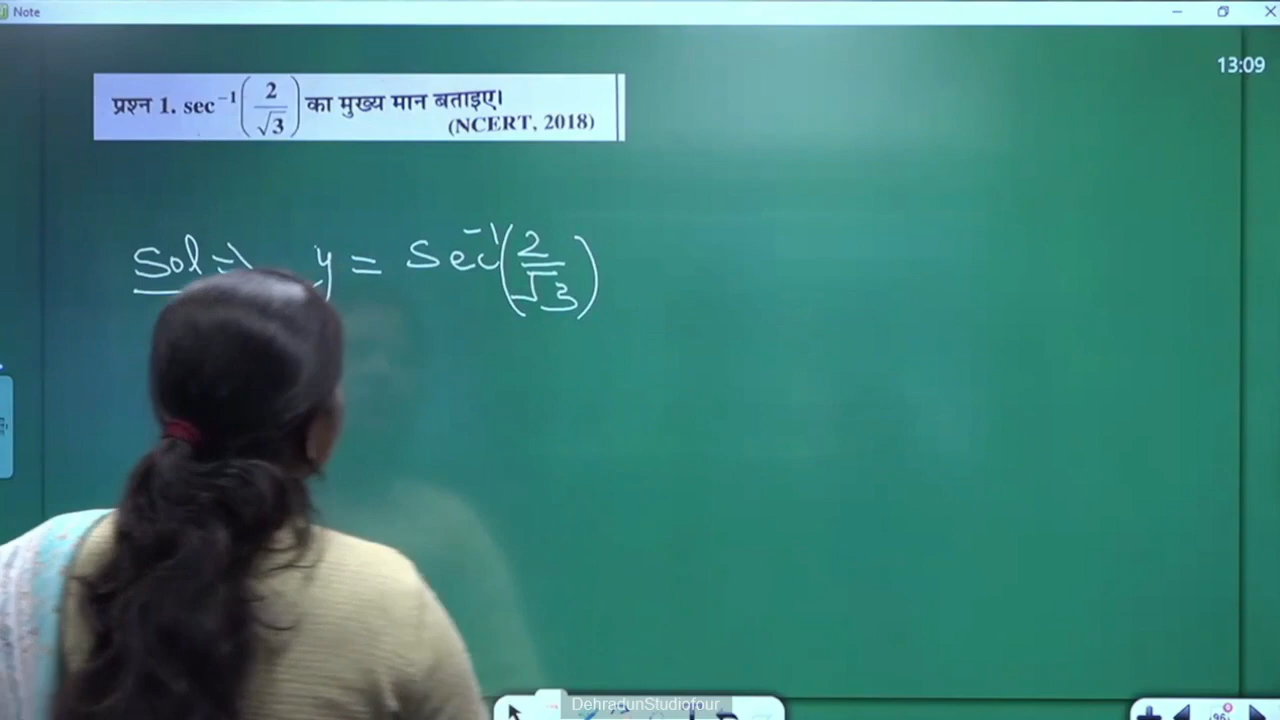 Note
13:09
प्रश्न 1. sec⁻¹(2/√3) का मुख्य मान बताइए।
(NCERT, 2018)
Sol ⇒ y = Sec⁻¹(2/√3)
DehradunStudiofour